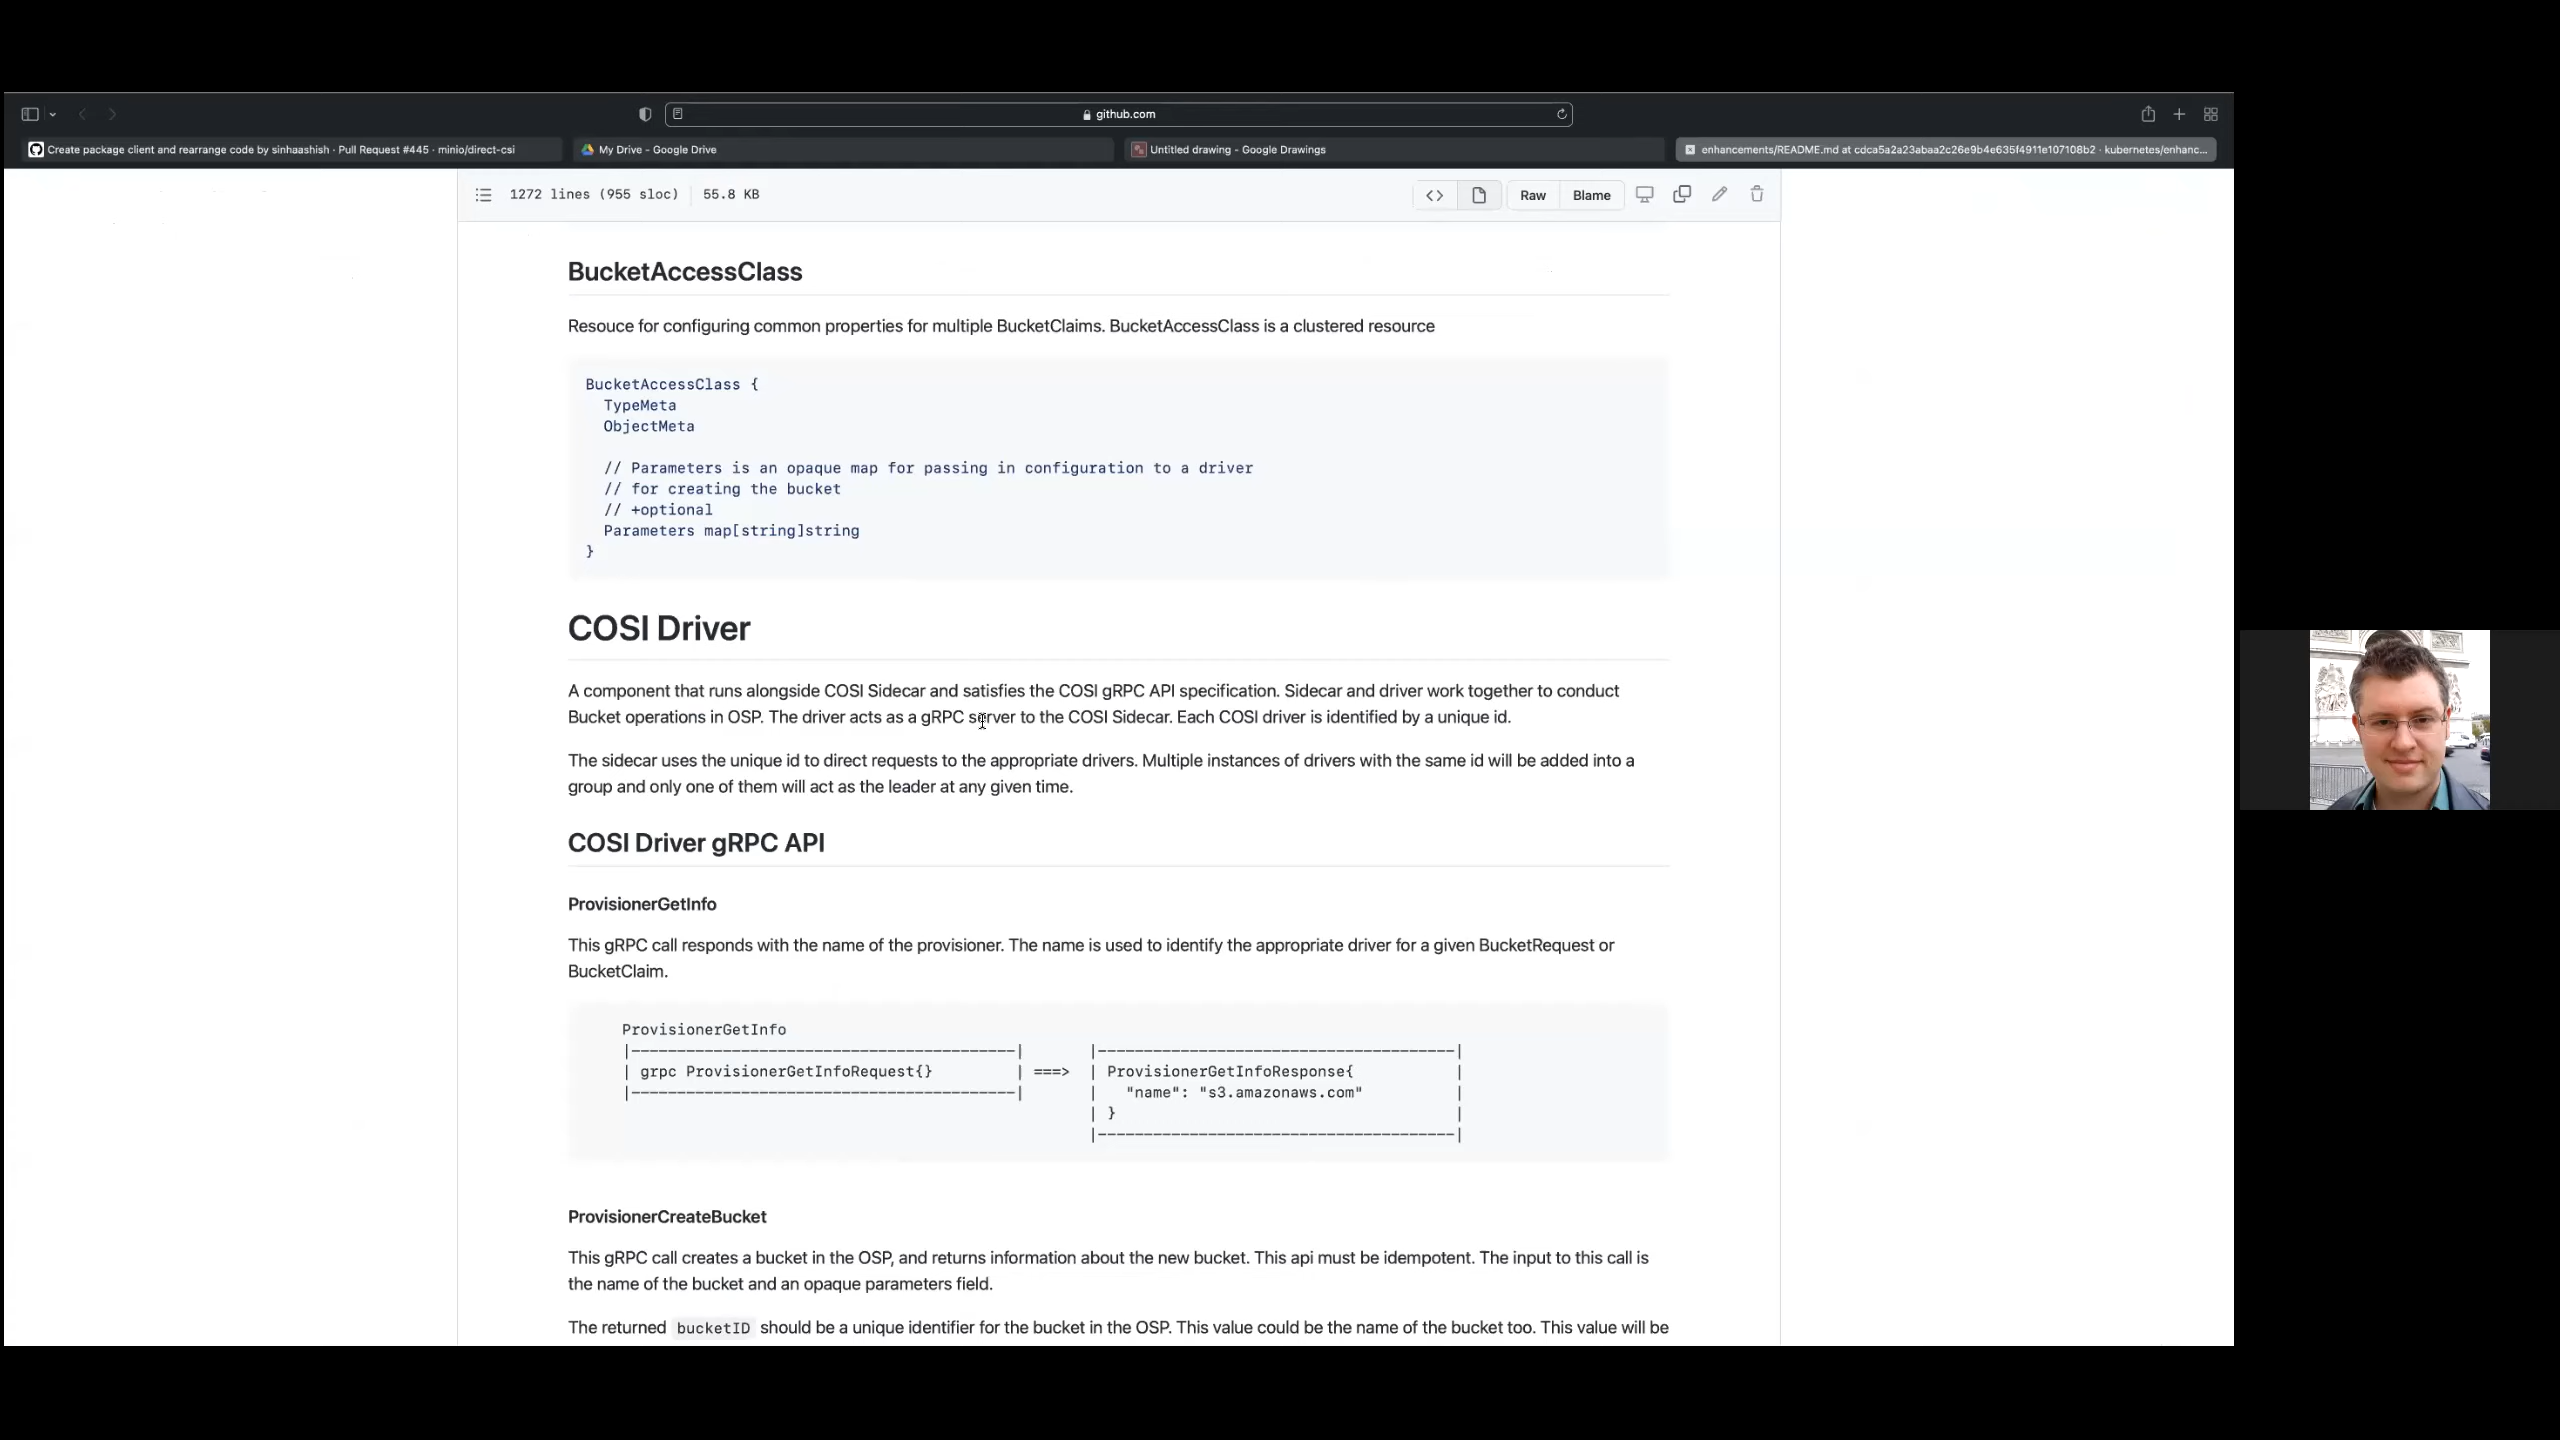 github.com
Create package client and rearrange code by sinhaashish · Pull Request #445 · minio/direct-csi
My Drive - Google Drive
Untitled drawing - Google Drawings
enhancements/README.md at cdca5a2a23abaa2c26e9b4e635f4911e107108b2 · kubernetes/enhanc...
1272 lines (955 sloc) 55.8 KB
Raw Blame
BucketAccessClass
Resouce for configuring common properties for multiple BucketClaims. BucketAccessClass is a clustered resource
BucketAccessClass {
TypeMeta
ObjectMeta
// Parameters is an opaque map for passing in configuration to a driver
// for creating the bucket
// +optional
Parameters map[string]string
}
COSI Driver
A component that runs alongside COSI Sidecar and satisfies the COSI gRPC API specification. Sidecar and driver work together to conduct
Bucket operations in OSP. The driver acts as a gRPC server to the COSI Sidecar. Each COSI driver is identified by a unique id.
The sidecar uses the unique id to direct requests to the appropriate drivers. Multiple instances of drivers with the same id will be added into a
group and only one of them will act as the leader at any given time.
COSI Driver gRPC API
ProvisionerGetInfo
This gRPC call responds with the name of the provisioner. The name is used to identify the appropriate driver for a given BucketRequest or
BucketClaim.
ProvisionerGetInfo
|------------------------------------------| |---------------------------------------|
| grpc ProvisionerGetInfoRequest{} | ===> | ProvisionerGetInfoResponse{ |
|------------------------------------------| | "name": "s3.amazonaws.com" |
| } |
|---------------------------------------|
ProvisionerCreateBucket
This gRPC call creates a bucket in the OSP, and returns information about the new bucket. This api must be idempotent. The input to this call is
the name of the bucket and an opaque parameters field.
The returned bucketID should be a unique identifier for the bucket in the OSP. This value could be the name of the bucket too. This value will be